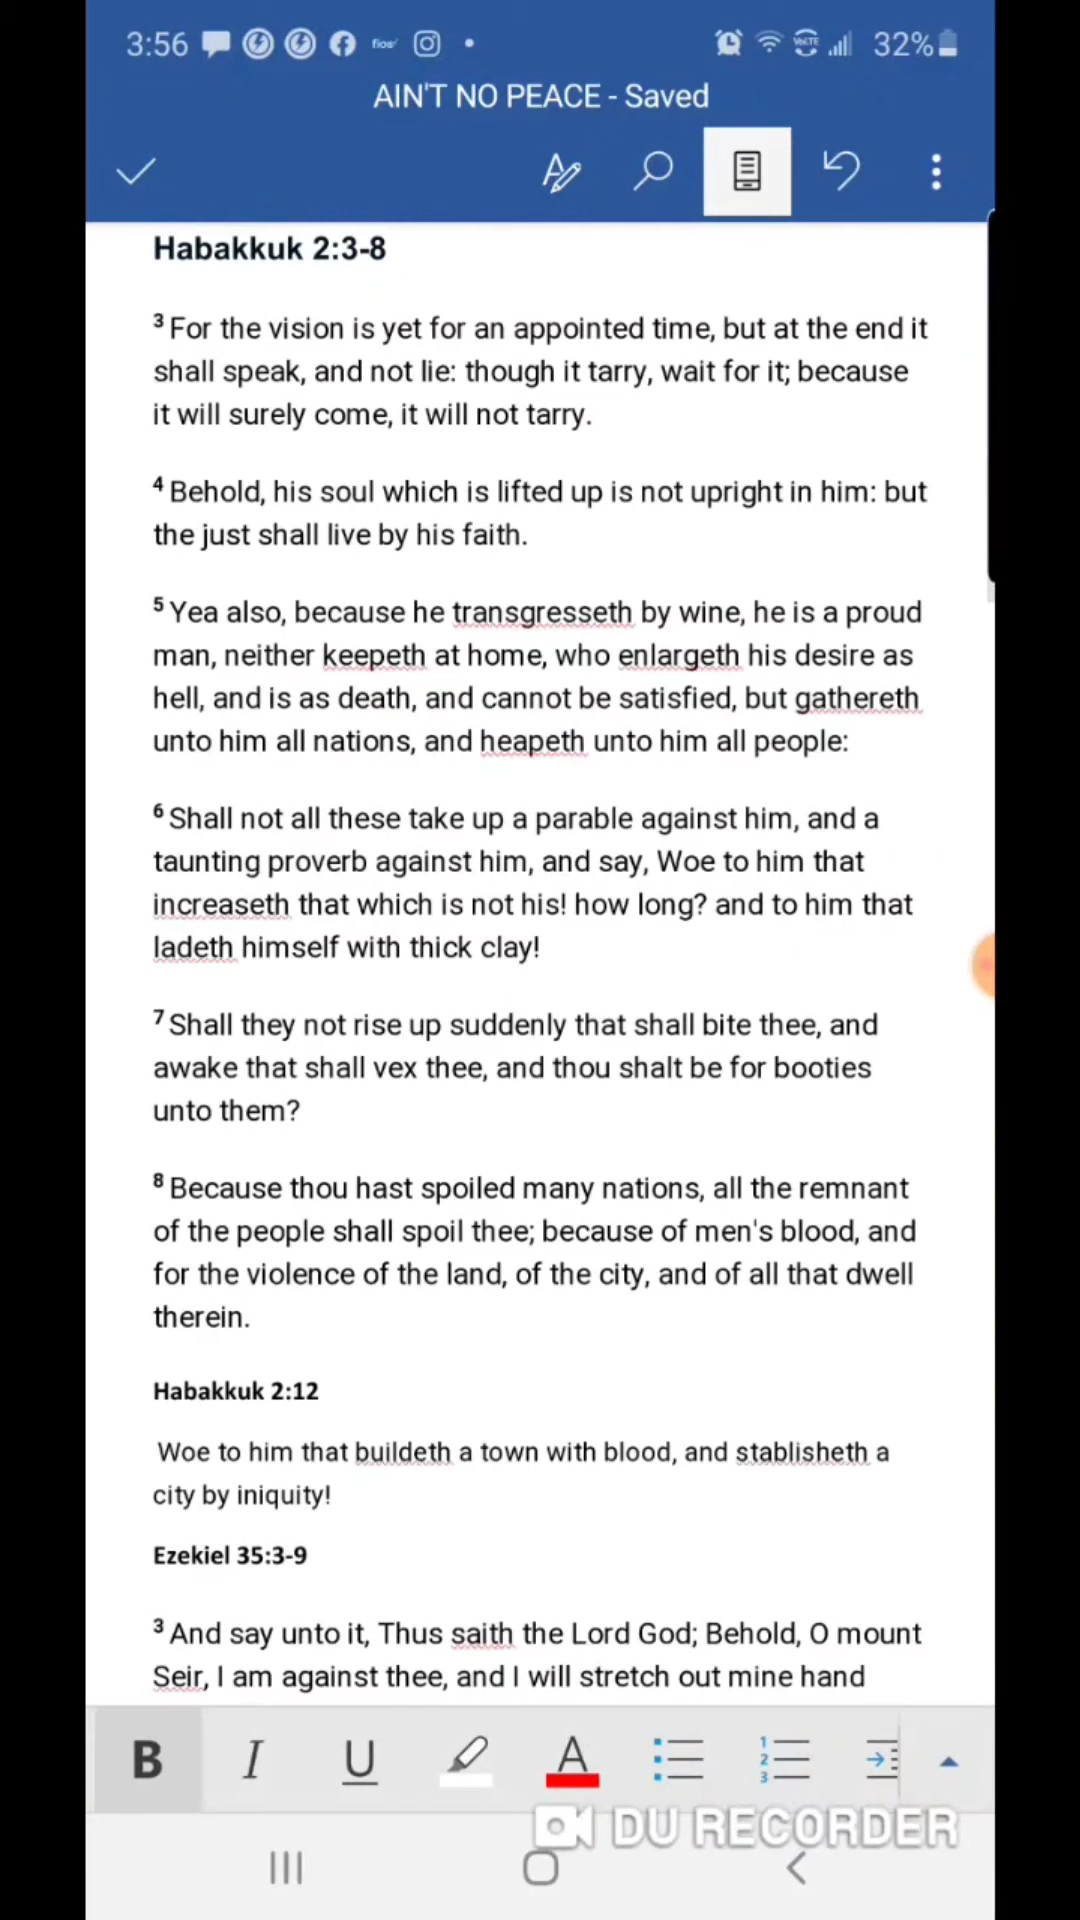 3:56 fios 32%
AIN'T NO PEACE - Saved
Habakkuk 2:3-8
3 For the vision is yet for an appointed time, but at the end it
shall speak, and not lie: though it tarry, wait for it; because
it will surely come, it will not tarry.
4 Behold, his soul which is lifted up is not upright in him: but
the just shall live by his faith.
5 Yea also, because he transgresseth by wine, he is a proud
man, neither keepeth at home, who enlargeth his desire as
hell, and is as death, and cannot be satisfied, but gathereth
unto him all nations, and heapeth unto him all people:
6 Shall not all these take up a parable against him, and a
taunting proverb against him, and say, Woe to him that
increaseth that which is not his! how long? and to him that
ladeth himself with thick clay!
7 Shall they not rise up suddenly that shall bite thee, and
awake that shall vex thee, and thou shalt be for booties
unto them?
8 Because thou hast spoiled many nations, all the remnant
of the people shall spoil thee; because of men's blood, and
for the violence of the land, of the city, and of all that dwell
therein.
Habakkuk 2:12
Woe to him that buildeth a town with blood, and stablisheth a
city by iniquity!
Ezekiel 35:3-9
3 And say unto it, Thus saith the Lord God; Behold, O mount
Seir, I am against thee, and I will stretch out mine hand
B I U A 1 2 3
DU RECORDER